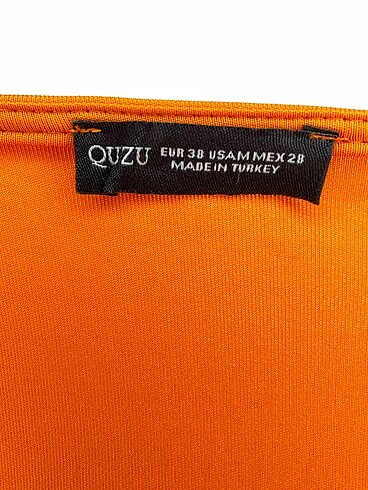 QUZU EUR 38 USA M MEX 28
MADE IN TURKEY